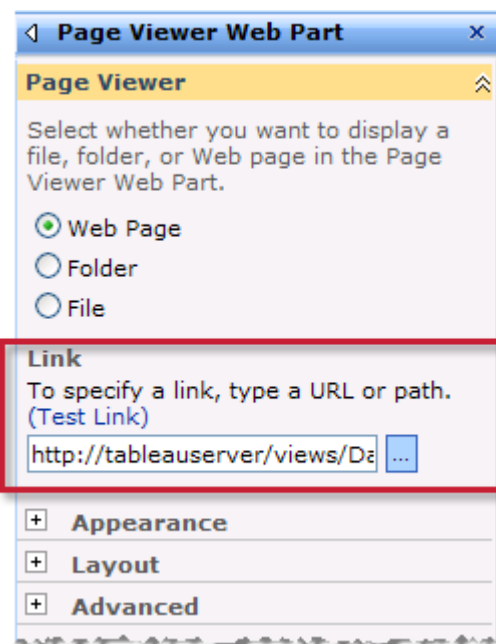 Page Viewer Web Part
Page Viewer
Select whether you want to display a
file, folder, or Web page in the Page
Viewer Web Part.
Web Page
Folder
File
Link
To specify a link, type a URL or path.
(Test Link)
http://tableauserver/views/Da
...
Appearance
Layout
Advanced